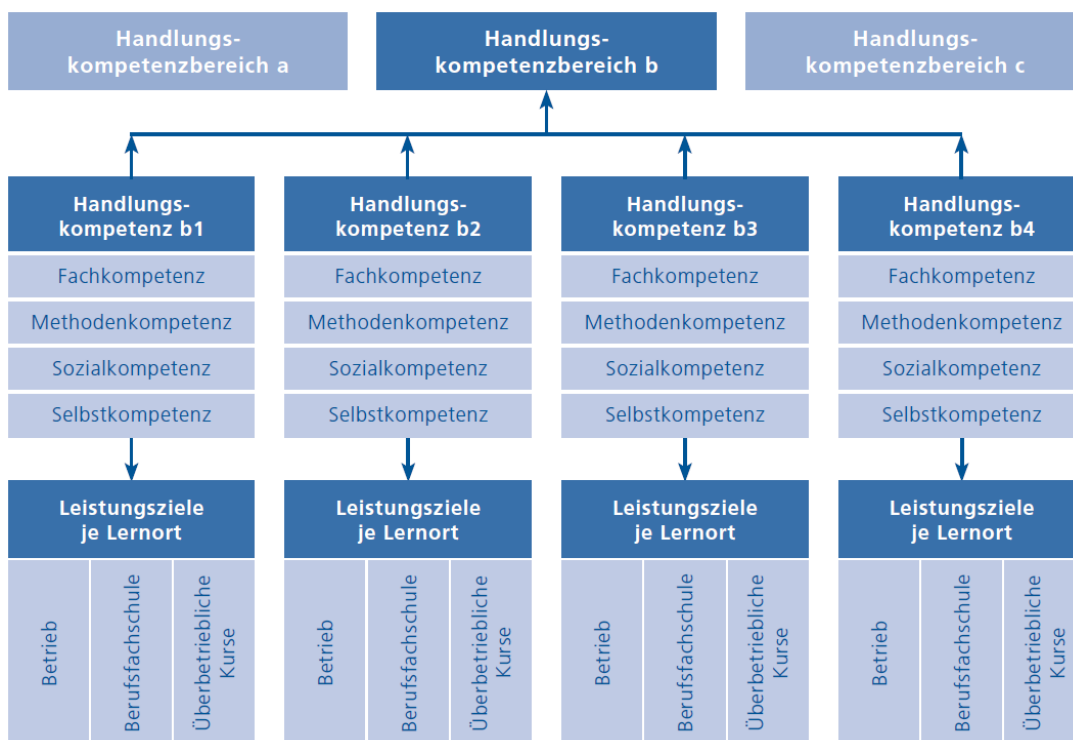 Handlungs-
kompetenzbereich a
Handlungs-
kompetenzbereich b
Handlungs-
kompetenzbereich c
Handlungs-
kompetenz b1
Handlungs-
kompetenz b2
Handlungs-
kompetenz b3
Handlungs-
kompetenz b4
Fachkompetenz
Fachkompetenz
Fachkompetenz
Fachkompetenz
Methodenkompetenz
Methodenkompetenz
Methodenkompetenz
Methodenkompetenz
Sozialkompetenz
Sozialkompetenz
Sozialkompetenz
Sozialkompetenz
Selbstkompetenz
Selbstkompetenz
Selbstkompetenz
Selbstkompetenz
Leistungsziele
je Lernort
Leistungsziele
je Lernort
Leistungsziele
je Lernort
Leistungsziele
je Lernort
Betrieb
Berufsfachschule
Überbetriebliche
Kurse
Betrieb
Berufsfachschule
Überbetriebliche
Kurse
Betrieb
Berufsfachschule
Überbetriebliche
Kurse
Betrieb
Berufsfachschule
Überbetriebliche
Kurse